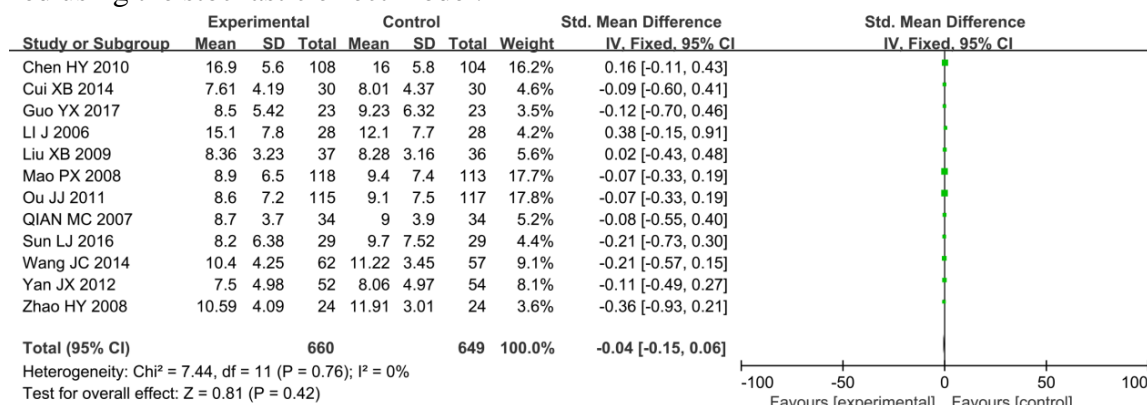 Experimental Control Std. Mean Difference Std. Mean Difference
Study or Subgroup Mean SD Total Mean SD Total Weight IV, Fixed, 95% CI IV, Fixed, 95% CI
Chen HY 2010 16.9 5.6 108 16 5.8 104 16.2% 0.16 [-0.11, 0.43]
Cui XB 2014 7.61 4.19 30 8.01 4.37 30 4.6% -0.09 [-0.60, 0.41]
Guo YX 2017 8.5 5.42 23 9.23 6.32 23 3.5% -0.12 [-0.70, 0.46]
LI J 2006 15.1 7.8 28 12.1 7.7 28 4.2% 0.38 [-0.15, 0.91]
Liu XB 2009 8.36 3.23 37 8.28 3.16 36 5.6% 0.02 [-0.43, 0.48]
Mao PX 2008 8.9 6.5 118 9.4 7.4 113 17.7% -0.07 [-0.33, 0.19]
Ou JJ 2011 8.6 7.2 115 9.1 7.5 117 17.8% -0.07 [-0.33, 0.19]
QIAN MC 2007 8.7 3.7 34 9 3.9 34 5.2% -0.08 [-0.55, 0.40]
Sun LJ 2016 8.2 6.38 29 9.7 7.52 29 4.4% -0.21 [-0.73, 0.30]
Wang JC 2014 10.4 4.25 62 11.22 3.45 57 9.1% -0.21 [-0.57, 0.15]
Yan JX 2012 7.5 4.98 52 8.06 4.97 54 8.1% -0.11 [-0.49, 0.27]
Zhao HY 2008 10.59 4.09 24 11.91 3.01 24 3.6% -0.36 [-0.93, 0.21]
Total (95% CI) 660 649 100.0% -0.04 [-0.15, 0.06]
Heterogeneity: Chi² = 7.44, df = 11 (P = 0.76); I² = 0%
Test for overall effect: Z = 0.81 (P = 0.42)
-100 -50 0 50 100
Favours [experimental] Favours [control]